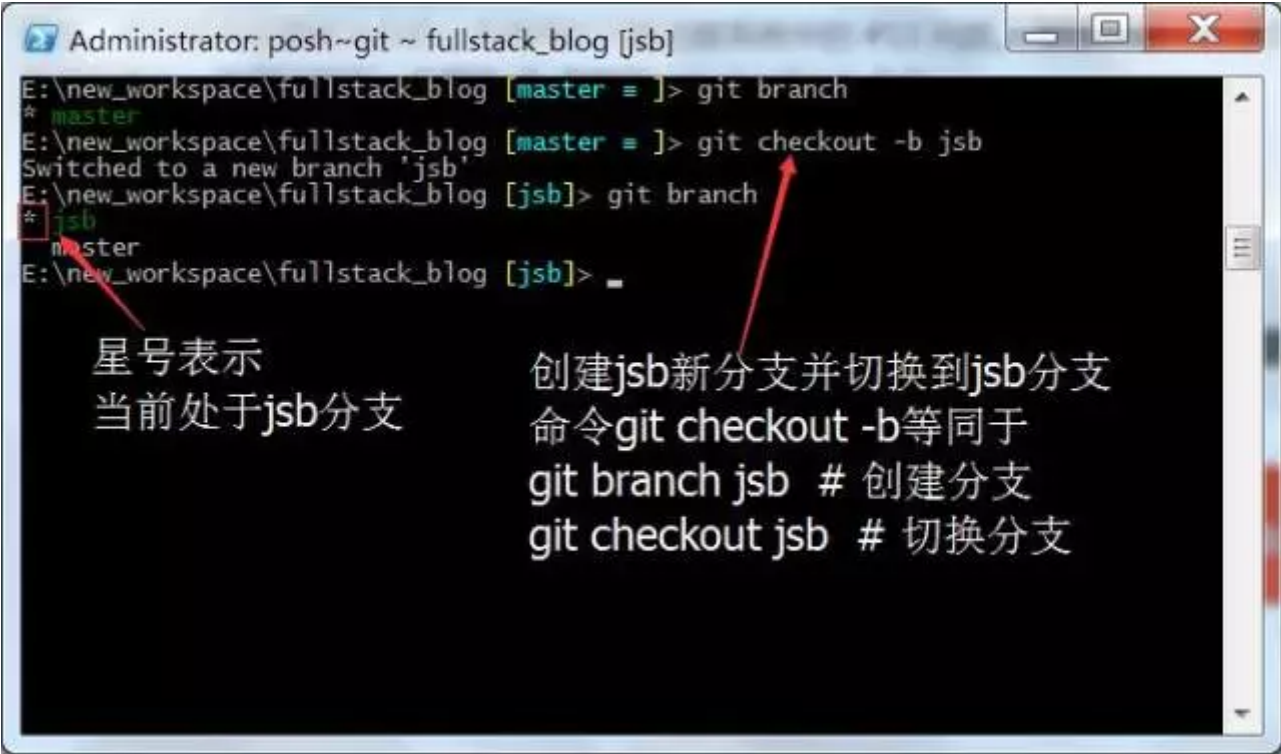 Administrator: posh~git ~ fullstack_blog [jsb]
E:\new_workspace\fullstack_blog [master ≡ ]> git branch
* master
E:\new_workspace\fullstack_blog [master ≡ ]> git checkout -b jsb
Switched to a new branch 'jsb'
E:\new_workspace\fullstack_blog [jsb]> git branch
* jsb
master
E:\new_workspace\fullstack_blog [jsb]>
星号表示
当前处于jsb分支
创建jsb新分支并切换到jsb分支
命令git checkout -b等同于
git branch jsb # 创建分支
git checkout jsb # 切换分支